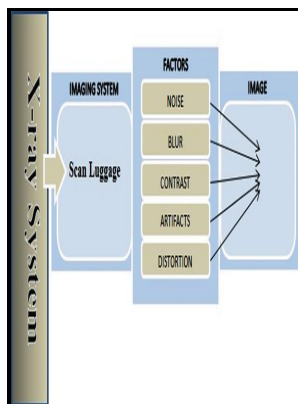 X-ray System
IMAGING SYSTEM
Scan Luggage
FACTORS
NOISE
BLUR
CONTRAST
ARTIFACTS
DISTORTION
IMAGE